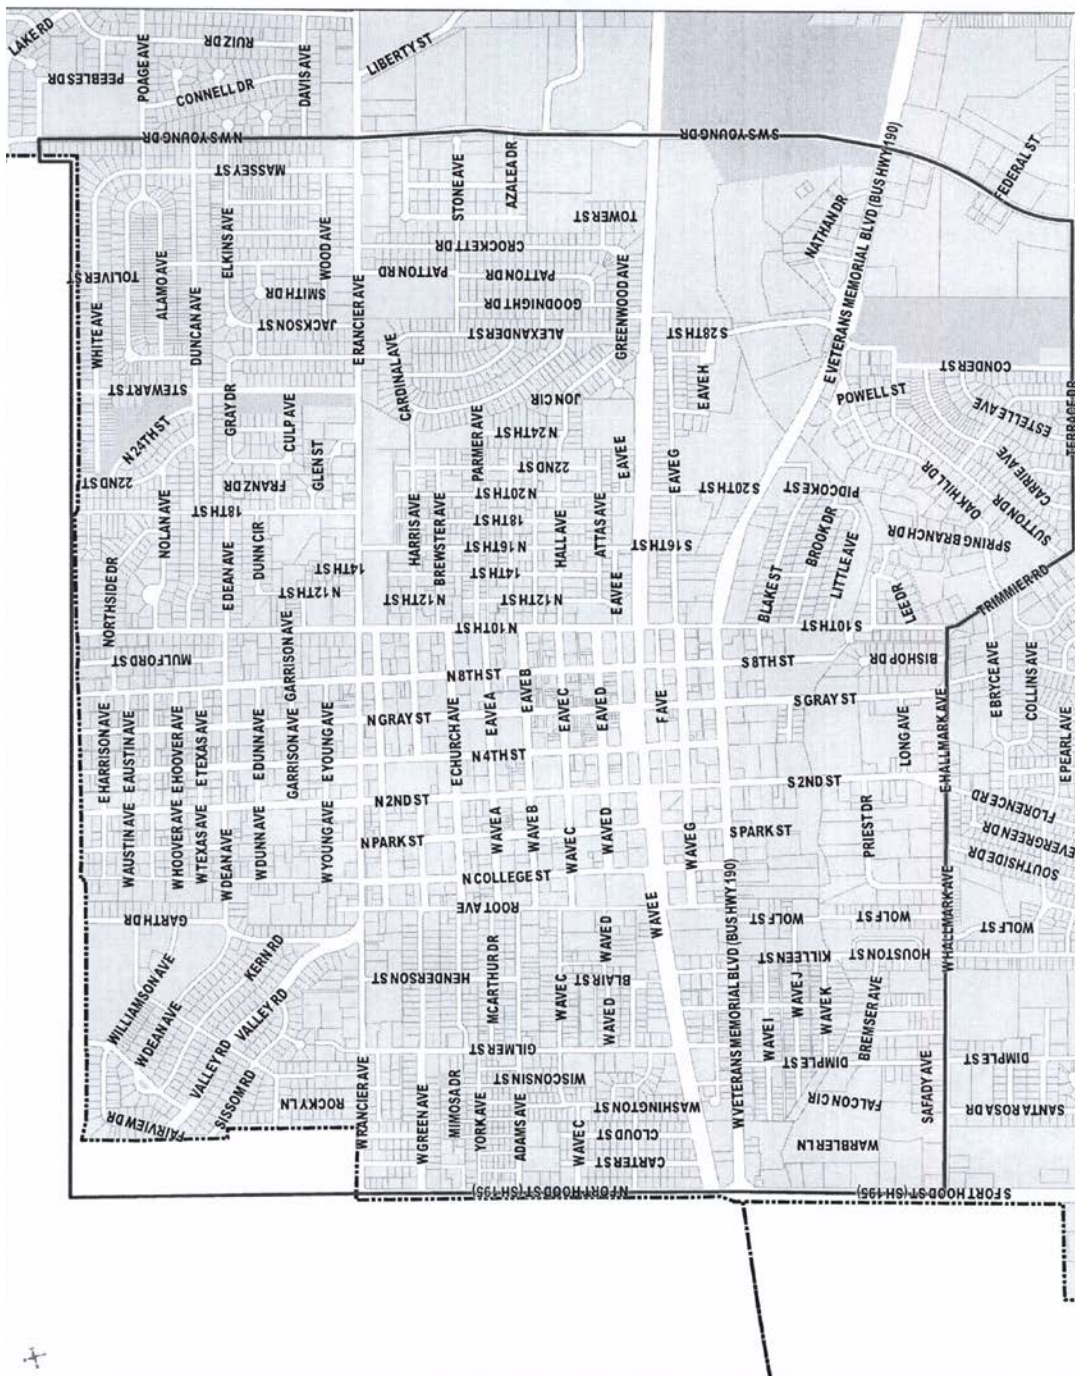 LAKE RD
RUIZ DR
POAGE AVE
PEEBLES DR
CONNELL DR
DAVIS AVE
LIBERTY ST
N W S YOUNG DR
S W S YOUNG DR
MASSEY ST
STONE AVE
AZALEA DR
FEDERAL ST
TOWER ST
NATHAN DR
ELKINS AVE
WOOD AVE
CROCKETT DR
TOLIVER ST
ALAMO AVE
PATTON RD
PATTON DR
SMITH DR
GOODNIGHT DR
WHITE AVE
DUNCAN AVE
JACKSON ST
E RANCIER AVE
ALEXANDER ST
GREENWOOD AVE
S 28TH ST
E VETERANS MEMORIAL BLVD (BUS HWY 190)
CONDER ST
STEWART ST
GRAY DR
CULP AVE
CARDINAL AVE
JON CIR
E AVE H
POWELL ST
ESTELLE AVE
TERRACE DR
N 24TH ST
PARMER AVE
N 24TH ST
E AVE E
22ND ST
FRANZ DR
GLEN ST
22ND ST
N 20TH ST
E AVE G
S 20TH ST
PIDCOKE ST
OAK HILL DR
CARRIE AVE
SUTTON DR
18TH ST
NOLAN AVE
HARRIS AVE
BREWSTER AVE
18TH ST
N 16TH ST
HALL AVE
ATTAS AVE
S 16TH ST
BROOK DR
SPRING BRANCH DR
NORTHSIDE DR
E DEAN AVE
DUNN CIR
14TH ST
14TH ST
N 12TH ST
N 12TH ST
N 12TH ST
E AVE E
BLAKE ST
LITTLE AVE
LEE DR
TRIMMIER RD
GARRISON AVE
N 10TH ST
S 10TH ST
MULFORD ST
N 8TH ST
S 8TH ST
BISHOP DR
E HARRISON AVE
E AUSTIN AVE
E HOOVER AVE
E TEXAS AVE
E DUNN AVE
GARRISON AVE
E YOUNG AVE
N GRAY ST
E CHURCH AVE
E AVE A
E AVE B
E AVE C
E AVE D
F AVE
S GRAY ST
LONG AVE
E HALLMARK AVE
E BRYCE AVE
COLLINS AVE
E PEARL AVE
N 4TH ST
N 2ND ST
S 2ND ST
FLORENCE RD
W AUSTIN AVE
W HOOVER AVE
W TEXAS AVE
W DEAN AVE
W DUNN AVE
W YOUNG AVE
N PARK ST
W AVE A
W AVE B
W AVE C
W AVE D
W AVE G
S PARK ST
PRIEST DR
EVERGREEN DR
SOUTHSIDE DR
N COLLEGE ST
GARTH DR
ROOT AVE
W AVE E
W VETERANS MEMORIAL BLVD (BUS HWY 190)
WOLF ST
WOLF ST
W HALLMARK AVE
WOLF ST
KERN RD
W AVE D
KILLEEN ST
HOUSTON ST
WILLIAMSON AVE
HENDERSON ST
MCARTHUR DR
W AVE C
BLAIR ST
W AVE D
W AVE J
W AVE K
BREMSER AVE
W DEAN AVE
VALLEY RD
VALLEY RD
GILMER ST
W AVE I
DIMPLE ST
DIMPLE ST
SISSOM RD
ROCKY LN
W RANCIER AVE
WISCONSIN ST
FAIRVIEW DR
W GREEN AVE
MIMOSA DR
YORK AVE
ADAMS AVE
WASHINGTON ST
FALCON CIR
SAFADY AVE
SANTA ROSA DR
CLOUD ST
W AVE C
CARTER ST
WARBLER LN
N FORT HOOD ST (SH 195)
S FORT HOOD ST (SH 195)